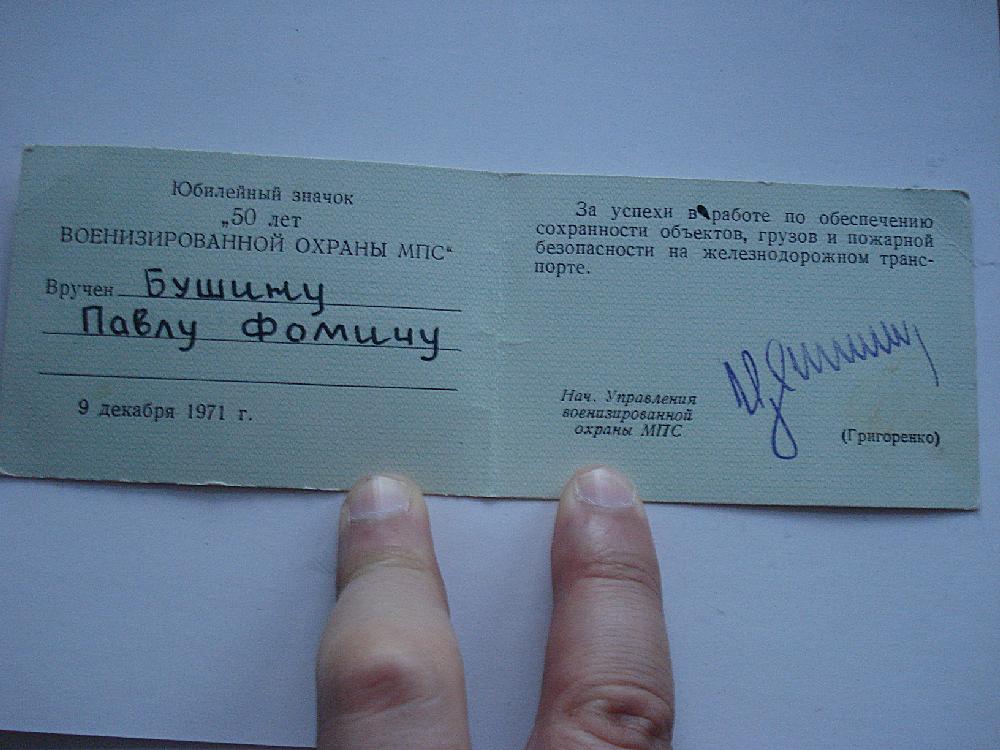 Юбилейный значок
„50 лет
ВОЕНИЗИРОВАННОЙ ОХРАНЫ МПС“
Вручен Бушину
Павлу Фомичу
9 декабря 1971 г.
За успехи в работе по обеспечению
сохранности объектов, грузов и пожарной
безопасности на железнодорожном транс-
порте.
Нач. Управления
военизированной
охраны МПС
(Григоренко)